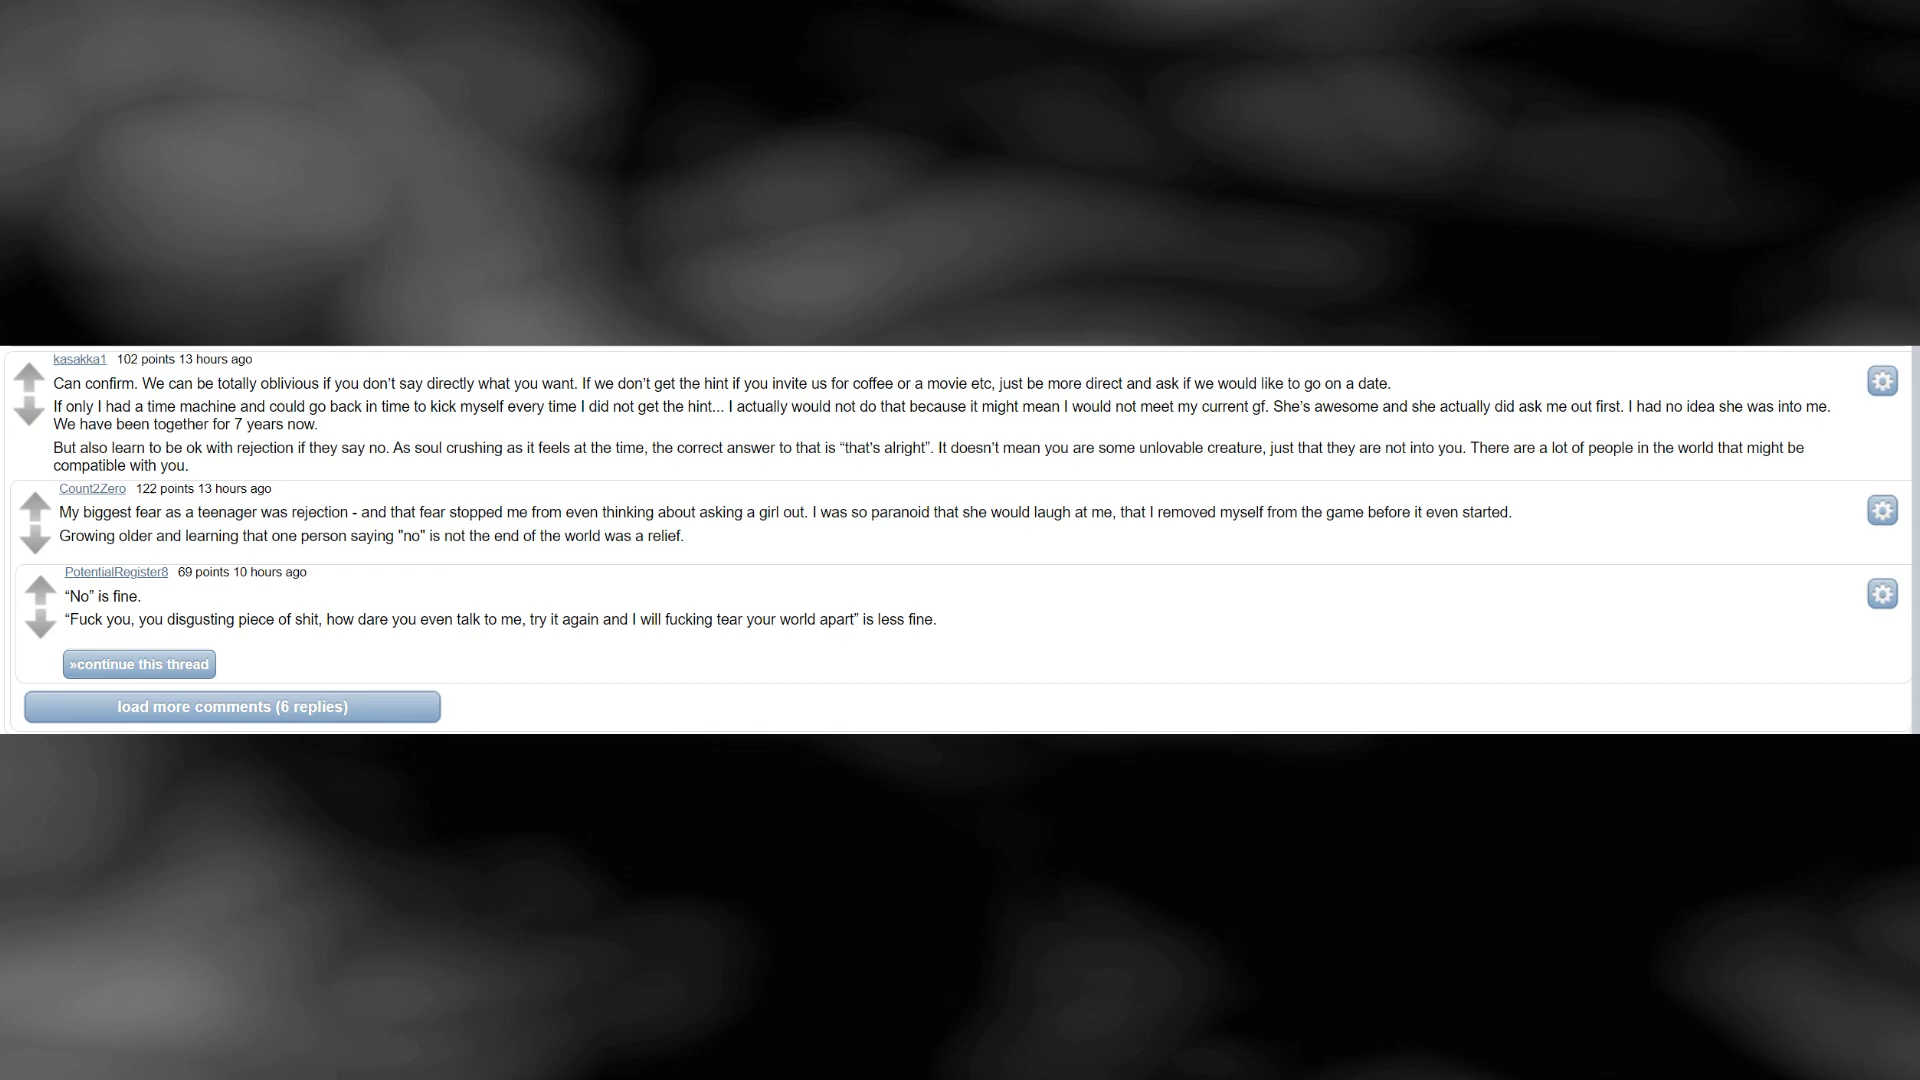 kasakka1 102 points 13 hours ago
Can confirm. We can be totally oblivious if you don’t say directly what you want. If we don’t get the hint if you invite us for coffee or a movie etc, just be more direct and ask if we would like to go on a date.
If only I had a time machine and could go back in time to kick myself every time I did not get the hint... I actually would not do that because it might mean I would not meet my current gf. She’s awesome and she actually did ask me out first. I had no idea she was into me.
We have been together for 7 years now.
But also learn to be ok with rejection if they say no. As soul crushing as it feels at the time, the correct answer to that is “that’s alright”. It doesn’t mean you are some unlovable creature, just that they are not into you. There are a lot of people in the world that might be
compatible with you.
Count2Zero 122 points 13 hours ago
My biggest fear as a teenager was rejection - and that fear stopped me from even thinking about asking a girl out. I was so paranoid that she would laugh at me, that I removed myself from the game before it even started.
Growing older and learning that one person saying "no" is not the end of the world was a relief.
PotentialRegister8 69 points 10 hours ago
“No” is fine.
“Fuck you, you disgusting piece of shit, how dare you even talk to me, try it again and I will fucking tear your world apart” is less fine.
»continue this thread
load more comments (6 replies)